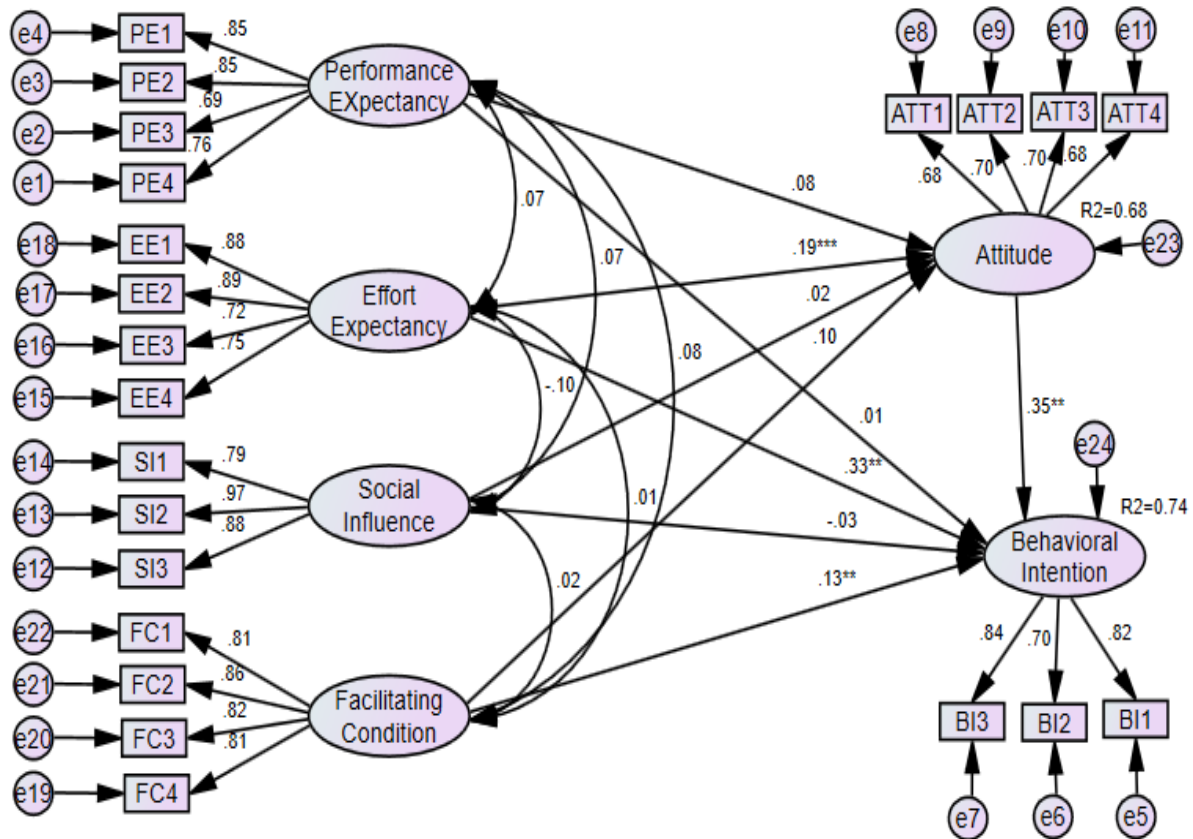 e4
PE1
.85
e3
PE2
.85
e2
PE3
.69
e1
PE4
.76
Performance
EXpectancy
e18
EE1
.88
e17
EE2
.89
e16
EE3
.72
e15
EE4
.75
Effort
Expectancy
e14
SI1
.79
e13
SI2
.97
e12
SI3
.88
Social
Influence
e22
FC1
.81
e21
FC2
.86
e20
FC3
.82
e19
FC4
.81
Facilitating
Condition
.07
.07
.08
-.10
.01
.02
.08
.19***
.02
.10
.01
.33**
-.03
.13**
e8
e9
e10
e11
ATT1
ATT2
ATT3
ATT4
.68
.70
.70
.68
R2=0.68
Attitude
e23
.35**
e24
R2=0.74
Behavioral
Intention
.84
.70
.82
BI3
BI2
BI1
e7
e6
e5